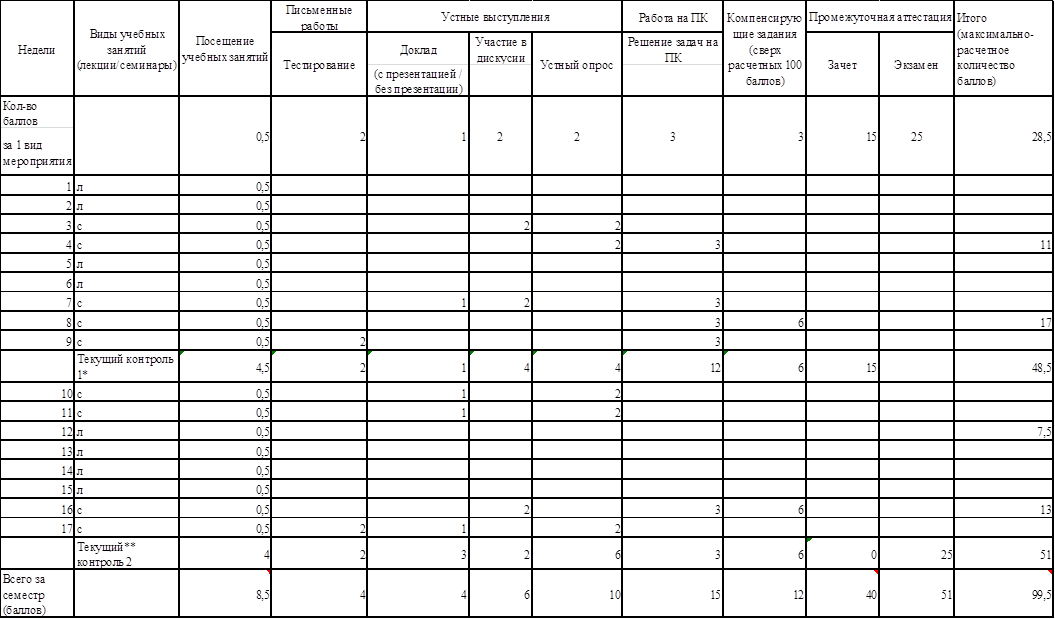 Недели
Виды учебных
занятий
(лекции/ семинары)
Посещение
учебных занятий
Письменные
работы
Тестирование
Устные выступления
Доклад
(с презентацией /
без презентации)
Участие в
дискусии
Устный опрос
Работа на ПК
Решение задач на
ПК
Компенсирую
щие задания
(сверх
расчетных 100
баллов)
Промежуточная аттестация
Зачет
Экзамен
Итого
(максимально-
расчетное
количество
баллов)
Кол-во
баллов
за 1 вид
мероприятия
0,5 2 1 2 2 3 3 15 25 28,5
1 л 0,5
2 л 0,5
3 с 0,5 2 2
4 с 0,5 2 3 11
5 л 0,5
6 л 0,5
7 с 0,5 1 2 3
8 с 0,5 3 6 17
9 с 0,5 2 3
Текущий контроль
1*
4,5 2 1 4 4 12 6 15 48,5
10 с 0,5 1 2
11 с 0,5 1 2
12 л 0,5 7,5
13 л 0,5
14 л 0,5
15 л 0,5
16 с 0,5 2 3 6 13
17 с 0,5 2 1 2
Текущий**
контроль 2
4 2 3 2 6 3 6 0 25 51
Всего за
семестр
(баллов)
8,5 4 4 6 10 15 12 40 51 99,5